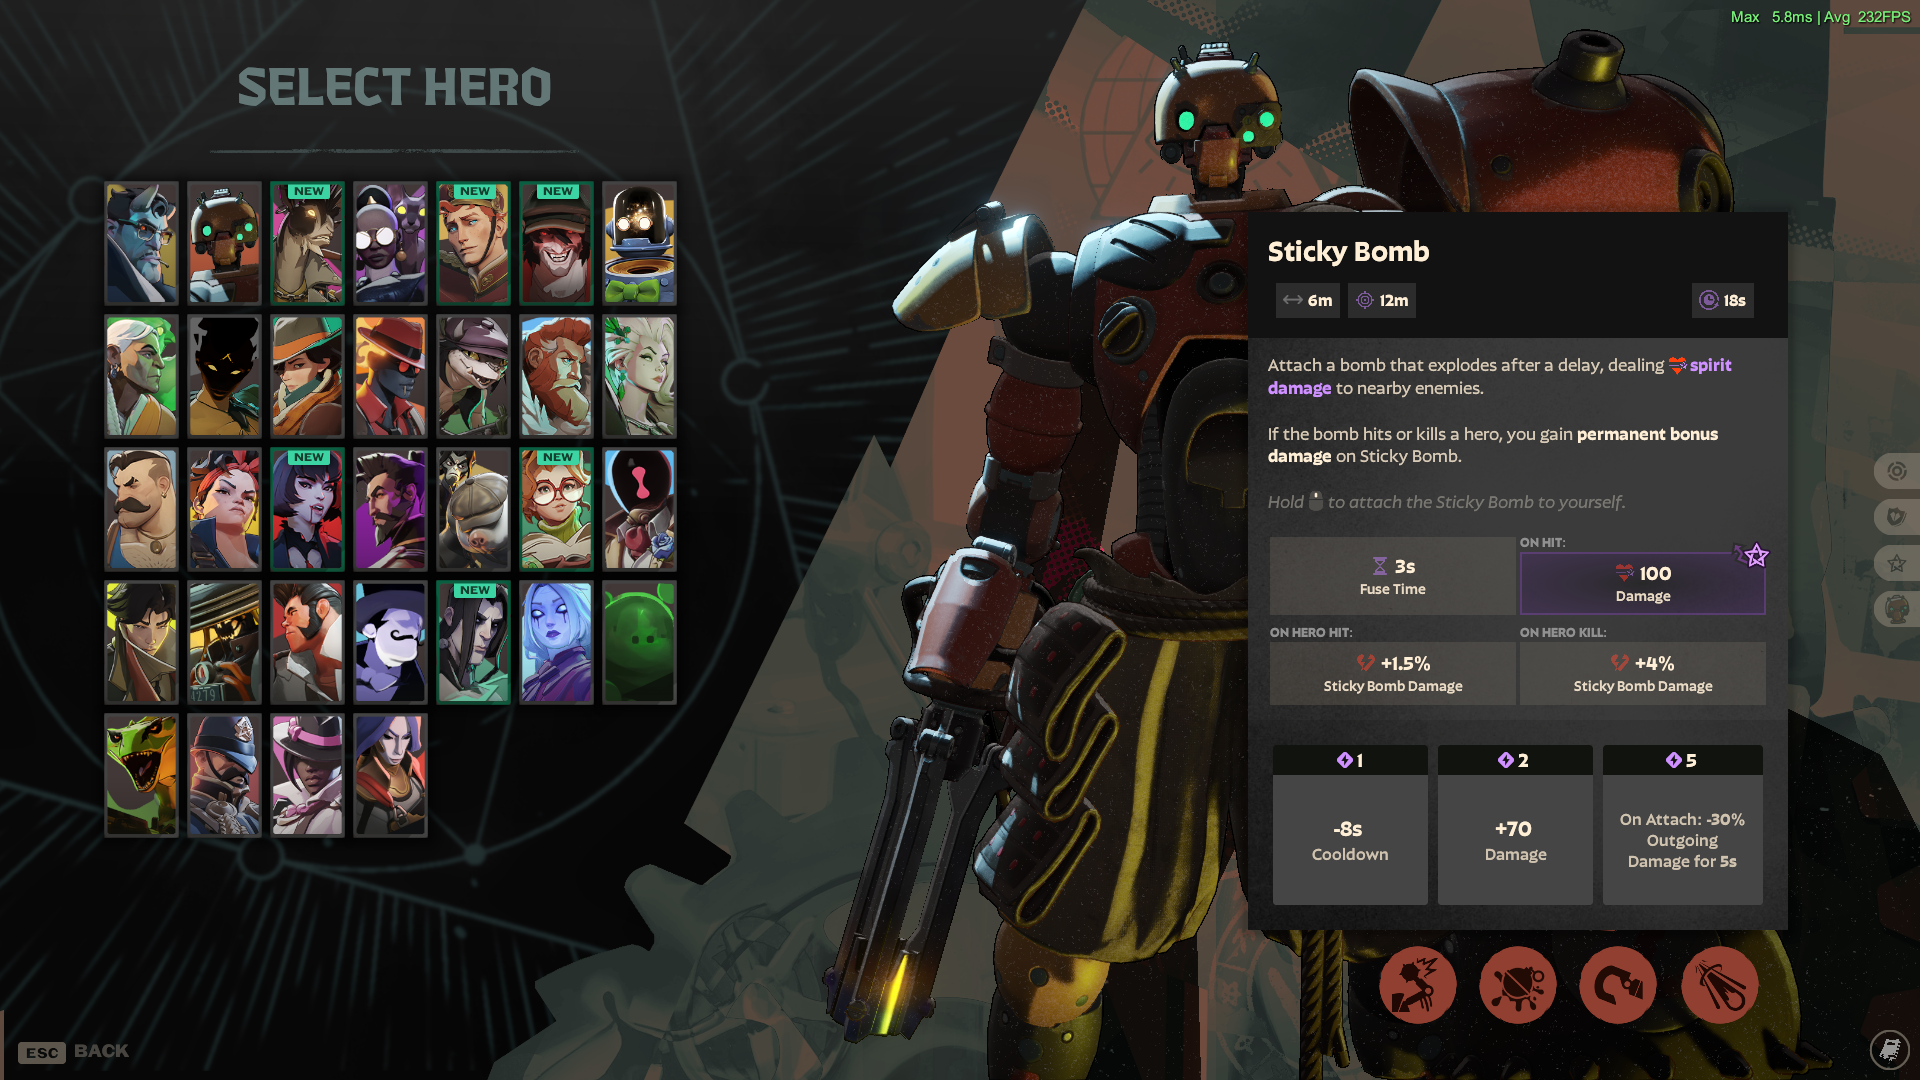 Max 5.8ms | Avg 232FPS
SELECT HERO
NEW
NEW
NEW
NEW
NEW
NEW
4279
Sticky Bomb
6m
12m
18s
Attach a bomb that explodes after a delay, dealing spirit
damage to nearby enemies.
If the bomb hits or kills a hero, you gain permanent bonus
damage on Sticky Bomb.
Hold to attach the Sticky Bomb to yourself.
3s
Fuse Time
ON HIT:
100
Damage
ON HERO HIT:
+1.5%
Sticky Bomb Damage
ON HERO KILL:
+4%
Sticky Bomb Damage
1
-8s
Cooldown
2
+70
Damage
5
On Attach: -30%
Outgoing
Damage for 5s
ESC BACK